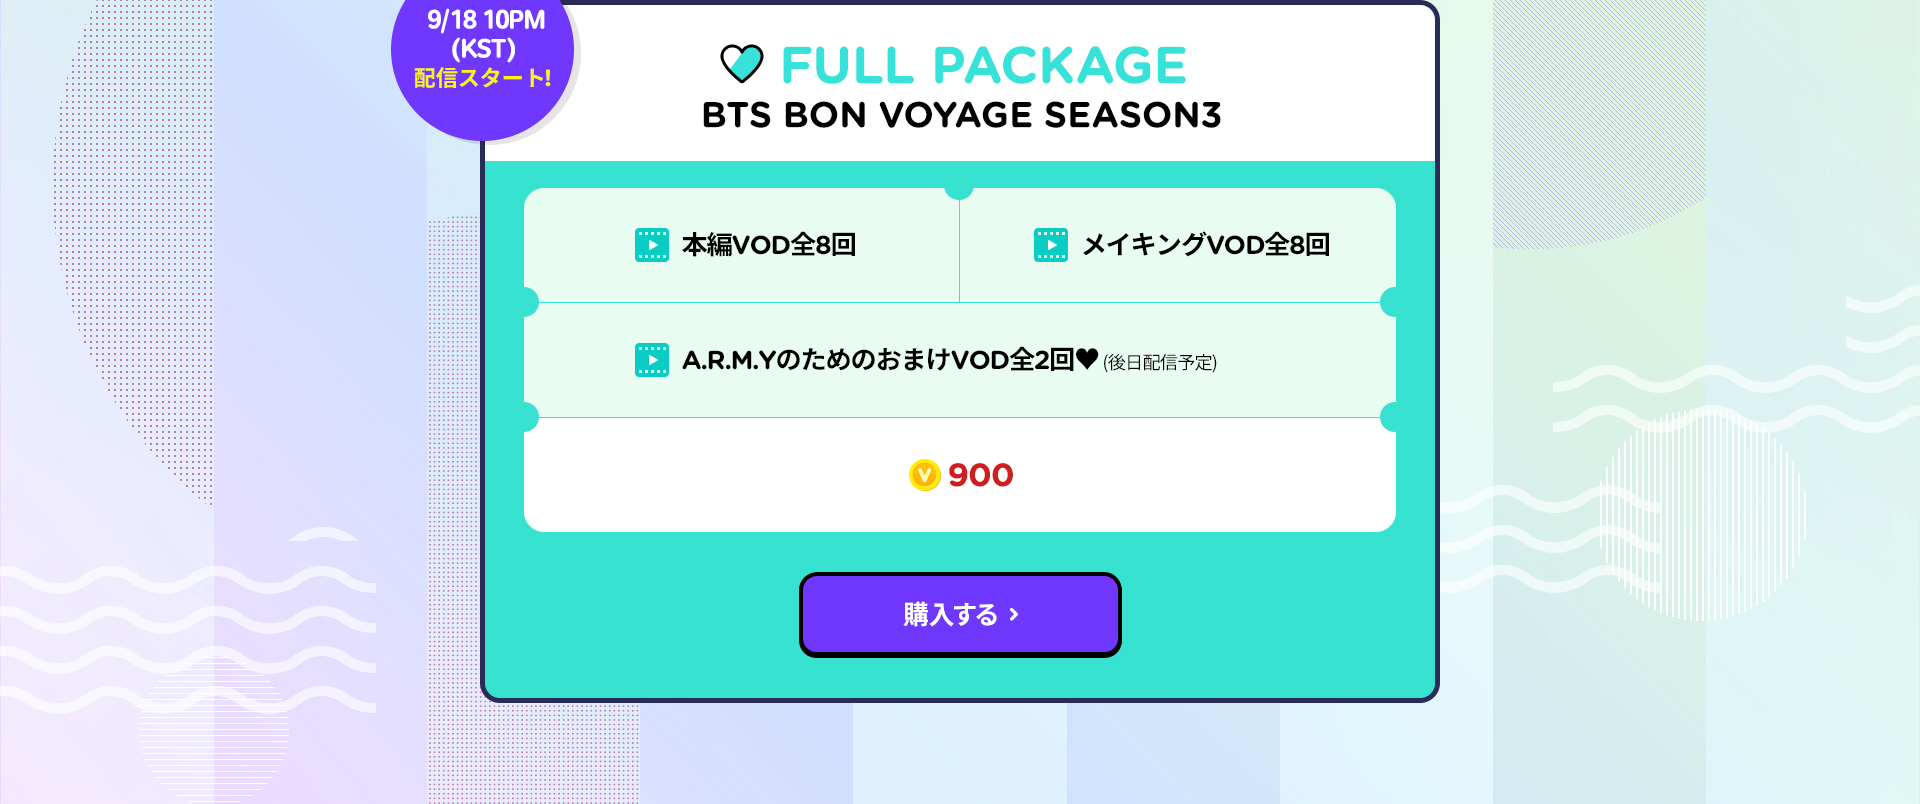 9/18 10PM
(KST)
配信スタート!
FULL PACKAGE
BTS BON VOYAGE SEASON3
本編VOD全8回
メイキングVOD全8回
A.R.M.YのためのおまけVOD全2回♥ (後日配信予定)
V 900
購入する >